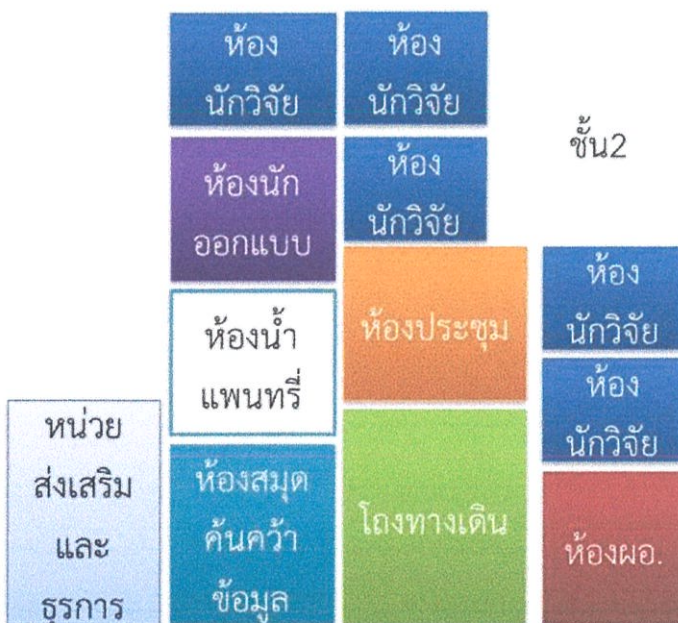 ห้อง
นักวิจัย
ห้อง
นักวิจัย
ชั้น2
ห้องนัก
ออกแบบ
ห้อง
นักวิจัย
ห้องน้ำ
แพนทรี่
ห้องประชุม
ห้อง
นักวิจัย
ห้อง
นักวิจัย
หน่วย
ส่งเสริม
และ
ธุรการ
ห้องสมุด
ค้นคว้า
ข้อมูล
โถงทางเดิน
ห้องผอ.